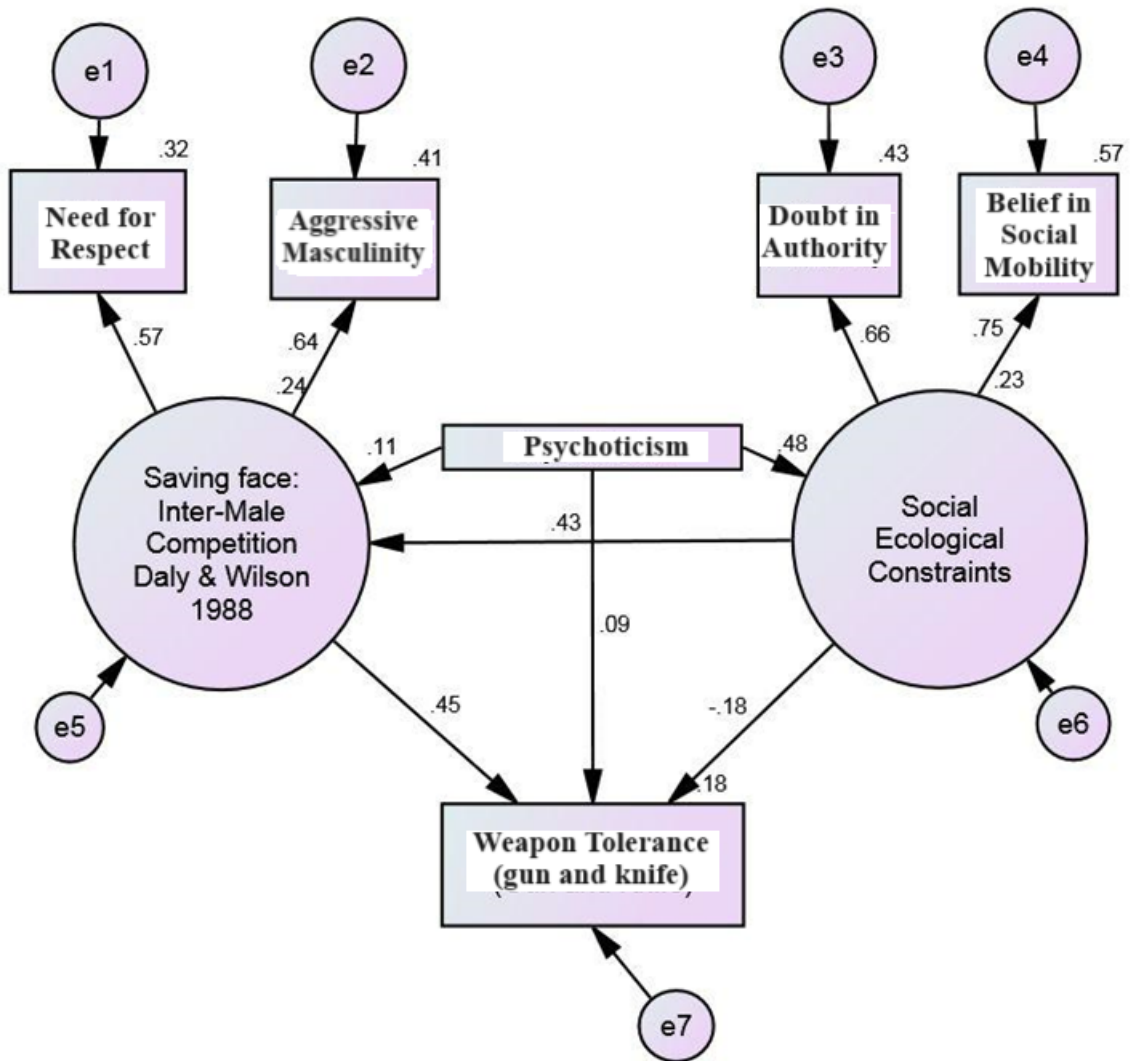 e1
e2
e3
e4
.32
.41
.43
.57
Need for
Respect
Aggressive
Masculinity
Doubt in
Authority
Belief in
Social
Mobility
.57
.64
.24
.66
.75
.23
.11
Psychoticism
.48
Saving face:
Inter-Male
Competition
Daly & Wilson
1988
.43
Social
Ecological
Constraints
.09
e5
.45
-.18
e6
.18
Weapon Tolerance
(gun and knife)
e7